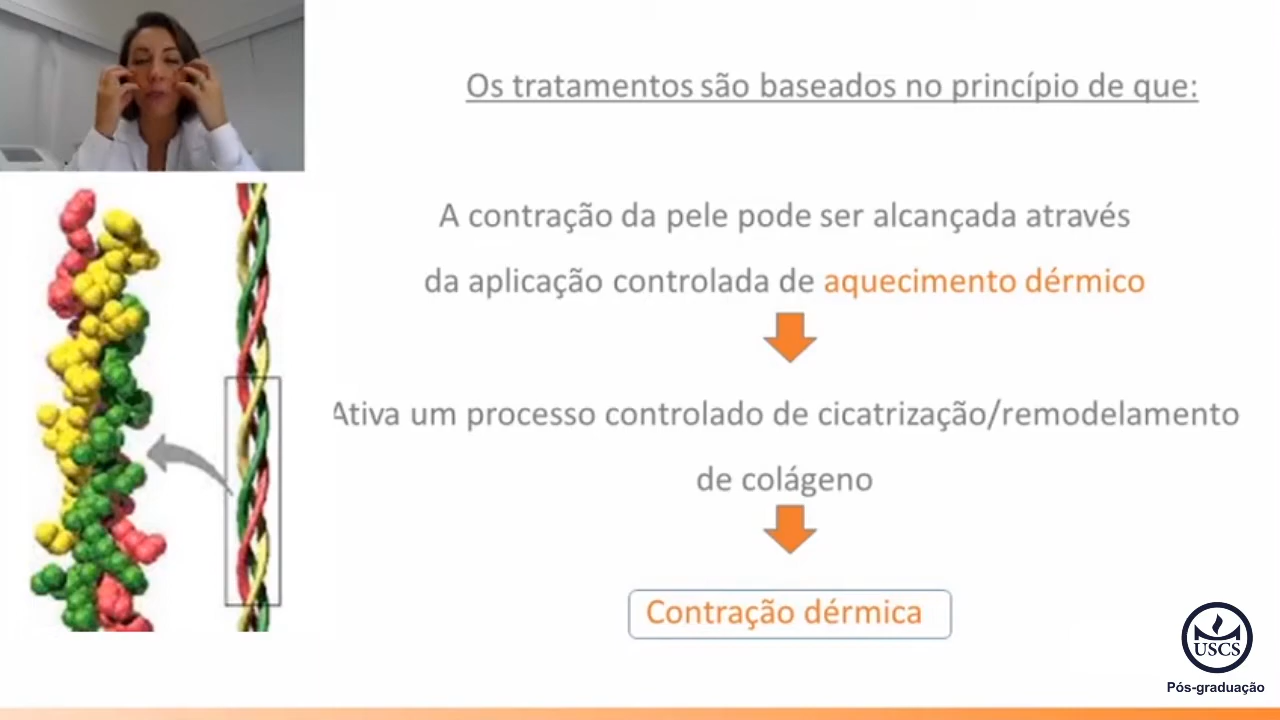 Os tratamentos são baseados no princípio de que:
A contração da pele pode ser alcançada através
da aplicação controlada de aquecimento dérmico
Ativa um processo controlado de cicatrização/remodelamento
de colágeno
Contração dérmica
USCS
Pós-graduação